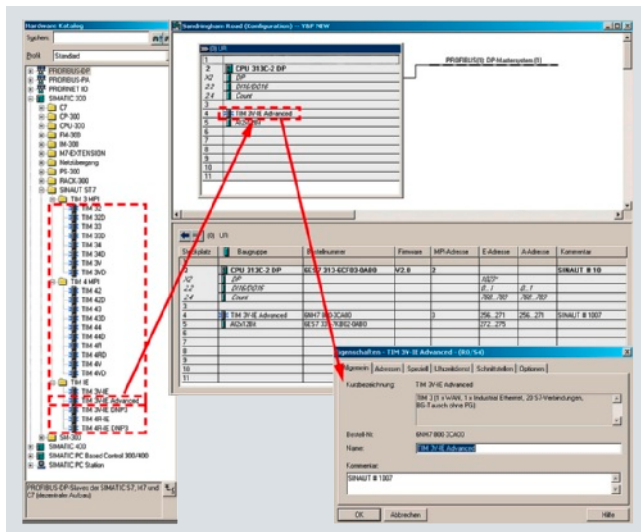 Hardware Katalog
Suchen:
Profil: Standard
PROFIBUS-DP
PROFIBUS-PA
PROFINET IO
SIMATIC 300
C7
CP-300
CPU-300
FM-300
IM-300
M7-EXTENSION
Netzübergang
PS-300
RACK-300
SINAUT ST7
TIM 3 MPI
TIM 32
TIM 32D
TIM 33
TIM 33D
TIM 34
TIM 34D
TIM 3V
TIM 3VD
TIM 4 MPI
TIM 42
TIM 42D
TIM 43
TIM 43D
TIM 44
TIM 44D
TIM 4R
TIM 4RD
TIM 4V
TIM 4VD
TIM IE
TIM 3V-IE
TIM 3V-IE Advanced
TIM 3V-IE DNP3
TIM 4R-IE
TIM 4R-IE DNP3
SM-300
SIMATIC 400
SIMATIC PC Based Control 300/400
SIMATIC PC Station
PROFIBUS-DP-Slaves der SIMATIC S7, M7 und
C7 (dezentraler Aufbau)
Sandringham Road (Configuration) -- Y&P NEW
(0) UR
1
2 CPU 313C-2 DP
X2 DP
2.2 DI16/DO16
2.4 Count
3
4 TIM 3V-IE Advanced
5
6
7
8
9
10
11
PROFIBUS(1): DP-Mastersystem (1)
(0) UR
Steckplatz Baugruppe Bestellnummer Firmware MPI-Adresse E-Adresse A-Adresse Kommentar
2 CPU 313C-2 DP 6ES7 313-6CF03-0AB0 V2.0 2 SINAUT # 10
X2 DP 1023*
2.2 DI16/DO16 0...1 0...1
2.4 Count 768...783 768...783
3
4 TIM 3V-IE Advanced 6NH7 800-3CA00 3 256...271 256...271 SINAUT # 1007
5 AI2x12Bit 272...275
6
7
8
9
10
11
Eigenschaften - TIM 3V-IE Advanced - (R0/S4)
Allgemein Adressen Speziell Uhrzeitdienst Schnittstellen Optionen
Kurzbezeichnung: TIM 3V-IE Advanced
TIM 3 (1 x WAN, 1 x Industrial Ethernet, 20 S7-Verbindungen,
BG-Tausch ohne PG)
Bestell-Nr.: 6NH7 800-3CA00
Name: TIM 3V-IE Advanced
Kommentar:
SINAUT # 1007
OK Abbrechen Hilfe